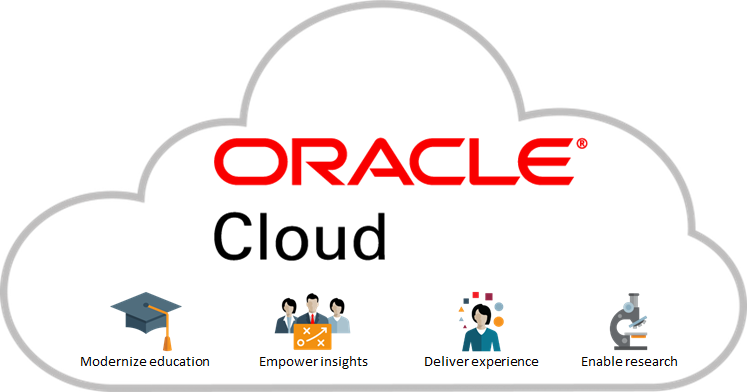 ORACLE®
Cloud
Modernize education
Empower insights
Deliver experience
Enable research